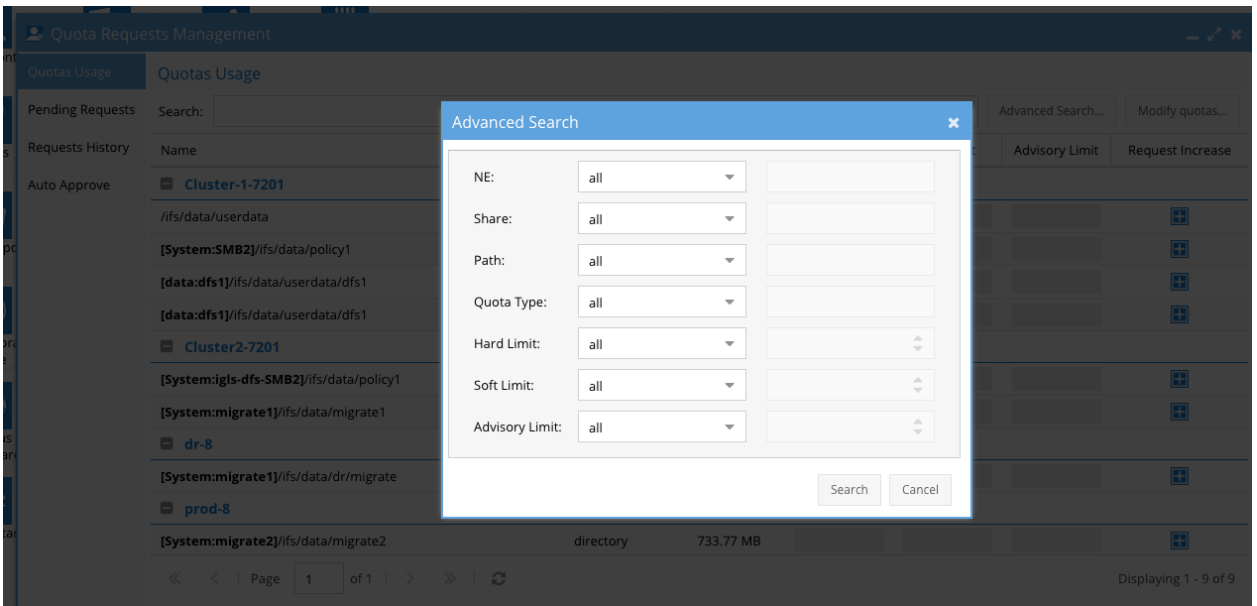 Quota Requests Management
Quotas Usage
Quotas Usage
Pending Requests
Search:
Advanced Search...
Modify quotas...
Requests History
Name
Advisory Limit
Request Increase
Auto Approve
Cluster-1-7201
/ifs/data/userdata
[System:SMB2]/ifs/data/policy1
[data:dfs1]/ifs/data/userdata/dfs1
[data:dfs1]/ifs/data/userdata/dfs1
Cluster2-7201
[System:igls-dfs-SMB2]/ifs/data/policy1
[System:migrate1]/ifs/data/migrate1
dr-8
[System:migrate1]/ifs/data/dr/migrate
prod-8
[System:migrate2]/ifs/data/migrate2 directory 733.77 MB
Page 1 of 1
Displaying 1 - 9 of 9
Advanced Search
NE: all
Share: all
Path: all
Quota Type: all
Hard Limit: all
Soft Limit: all
Advisory Limit: all
Search Cancel